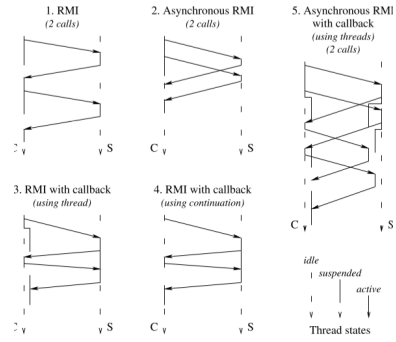 1. RMI
(2 calls)
2. Asynchronous RMI
(2 calls)
5. Asynchronous RMI
with callback
(using threads)
(2 calls)
C
S
C
S
3. RMI with callback
(using thread)
4. RMI with callback
(using continuation)
C
S
idle
suspended
active
C
S
C
S
Thread states